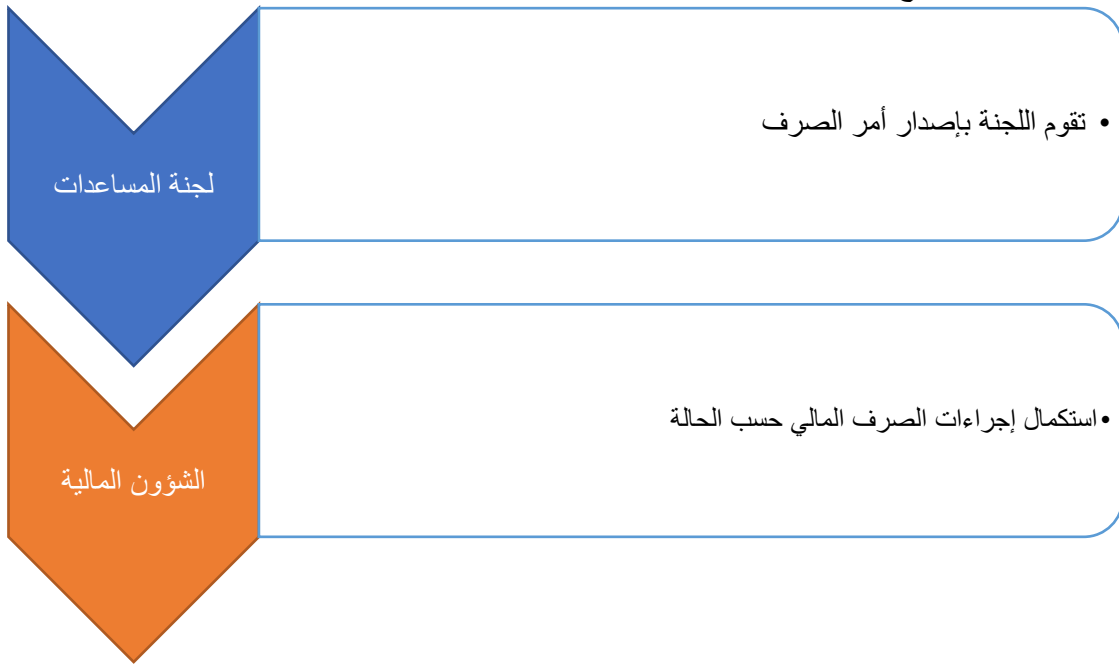 • تقوم اللجنة بإصدار أمر الصرف
لجنة المساعدات
• استكمال إجراءات الصرف المالي حسب الحالة
الشؤون المالية